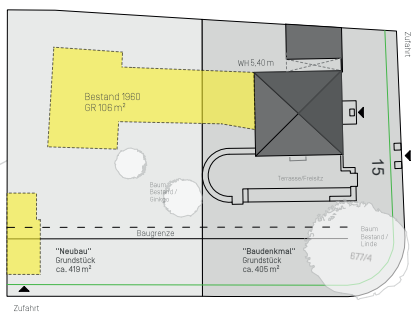 Zufahrt
WH 5,40 m
Bestand 1960
GR 106 m²
Terrasse/Freisitz
15
Baum
Bestand /
Ginkgo
Baum
Bestand /
Linde
677/4
Baugrenze
"Neubau"
Grundstück
ca. 419 m²
"Baudenkmal"
Grundstück
ca. 405 m²
Zufahrt